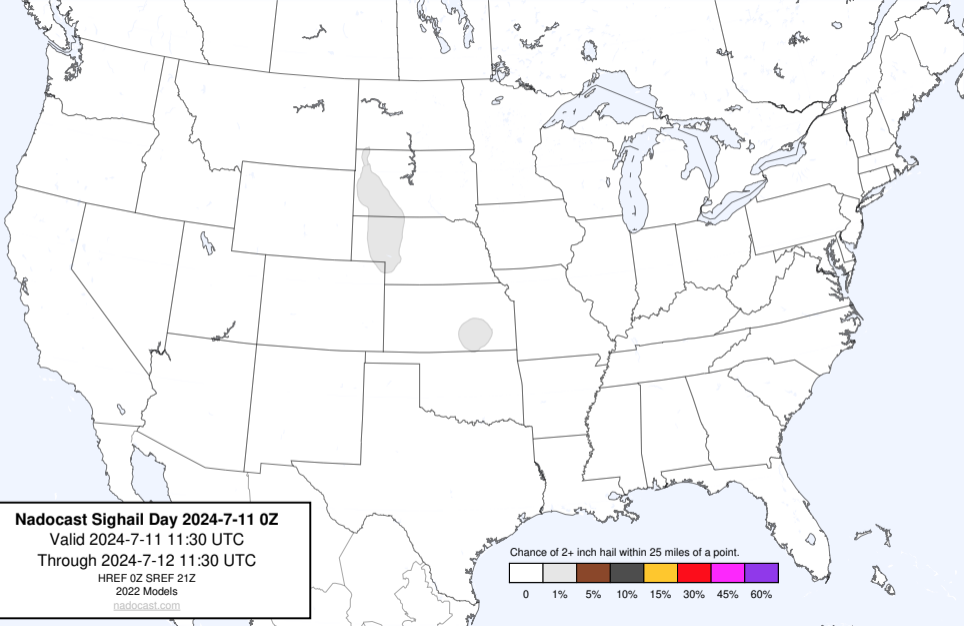 Nadocast Sighail Day 2024-7-11 0Z
Valid 2024-7-11 11:30 UTC
Through 2024-7-12 11:30 UTC
HREF 0Z SREF 21Z
2022 Models
nadocast.com
Chance of 2+ inch hail within 25 miles of a point.
0 1% 5% 10% 15% 30% 45% 60%